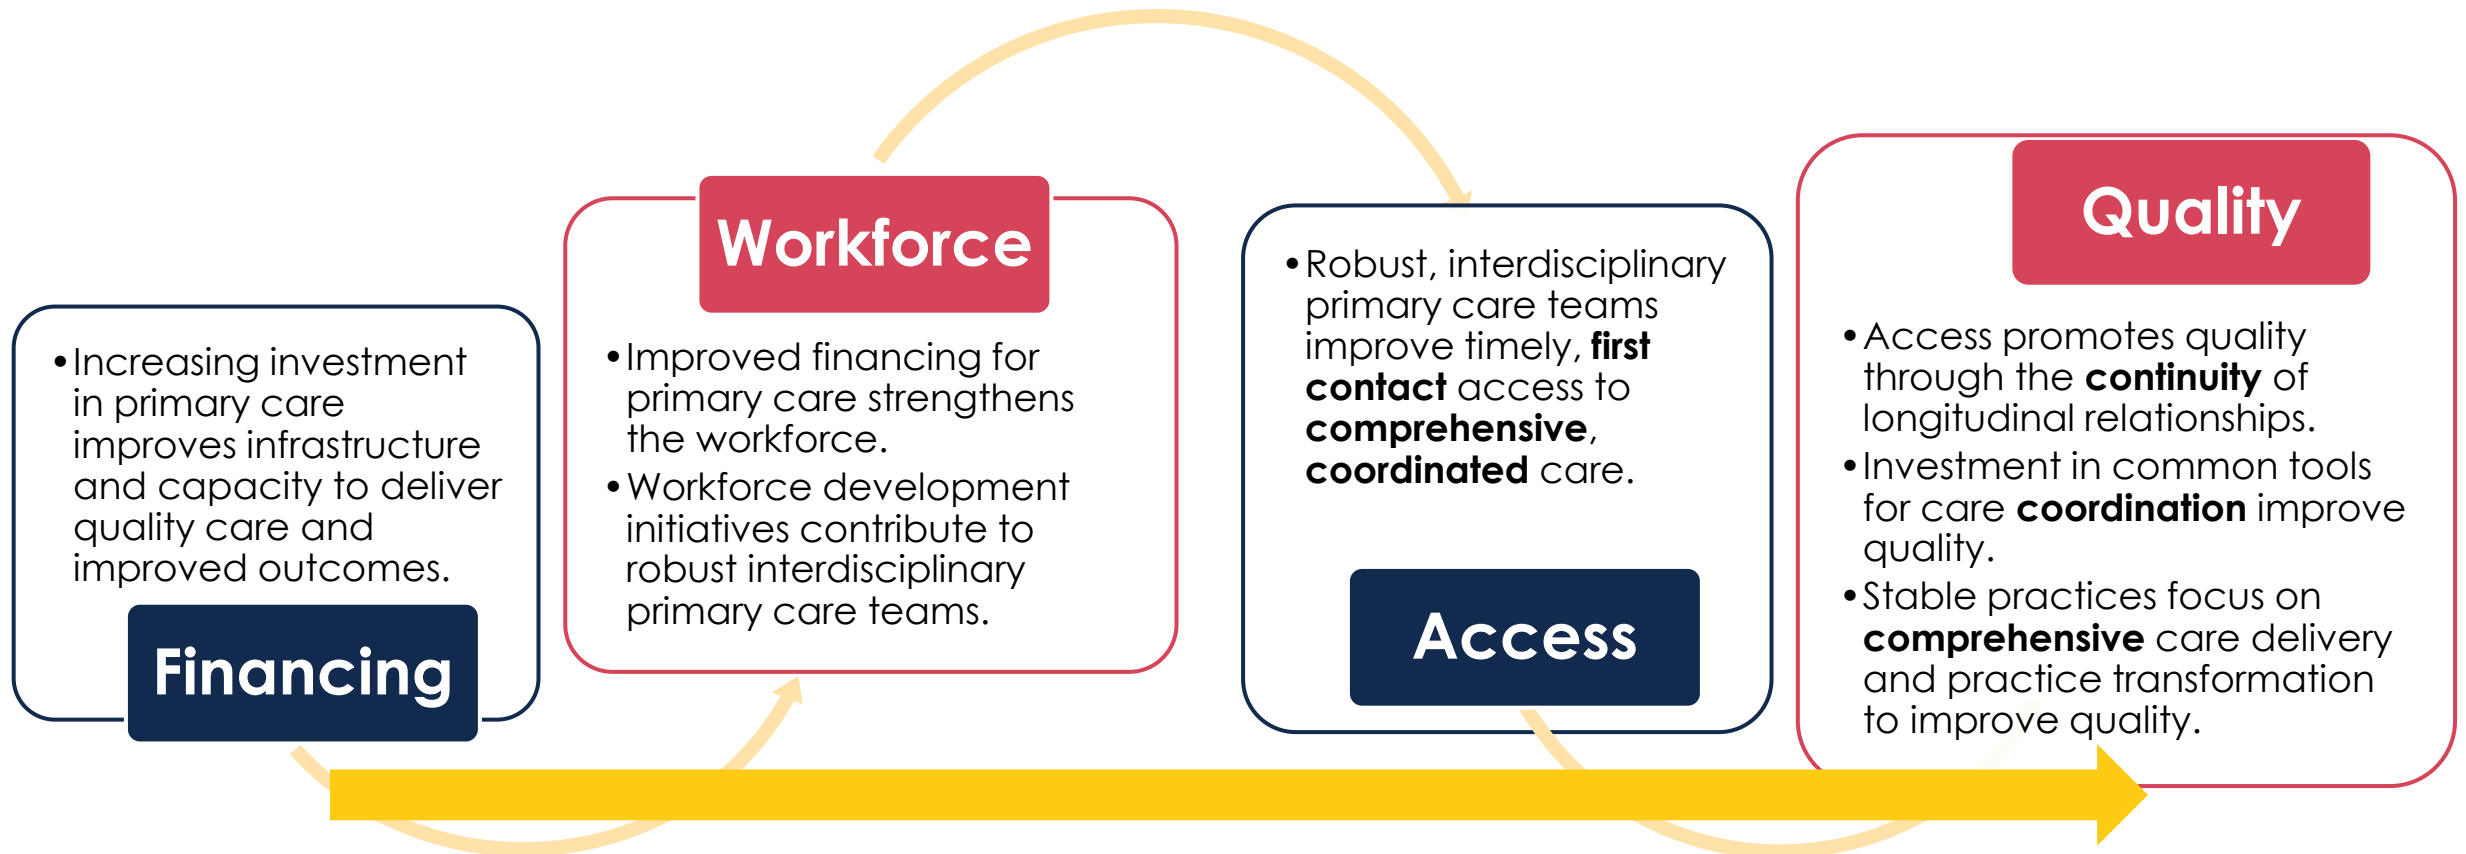 •Increasing investment
in primary care
improves infrastructure
and capacity to deliver
quality care and
improved outcomes.
Financing
Workforce
•Improved financing for
primary care strengthens
the workforce.
•Workforce development
initiatives contribute to
robust interdisciplinary
primary care teams.
•Robust, interdisciplinary
primary care teams
improve timely, first
contact access to
comprehensive,
coordinated care.
Access
Quality
•Access promotes quality
through the continuity of
longitudinal relationships.
•Investment in common tools
for care coordination improve
quality.
•Stable practices focus on
comprehensive care delivery
and practice transformation
to improve quality.